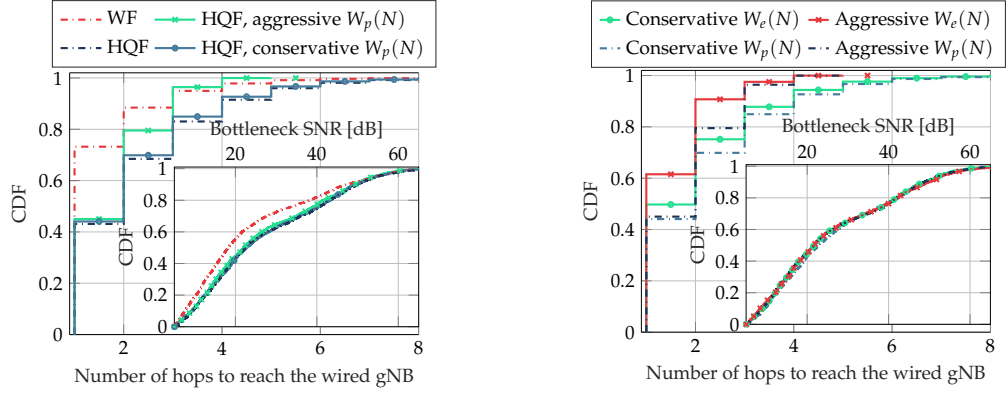 WF
HQF, aggressive W_p(N)
HQF
HQF, conservative W_p(N)
1
0.8
0.6
0.4
0.2
0
CDF
2
4
6
8
Number of hops to reach the wired gNB
Bottleneck SNR [dB]
20
40
60
1
0.8
0.6
0.4
0.2
0
CDF
Conservative W_e(N)
Aggressive W_e(N)
Conservative W_p(N)
Aggressive W_p(N)
1
0.8
0.6
0.4
0.2
0
CDF
2
4
6
8
Number of hops to reach the wired gNB
Bottleneck SNR [dB]
20
40
60
1
0.8
0.6
0.4
0.2
0
CDF